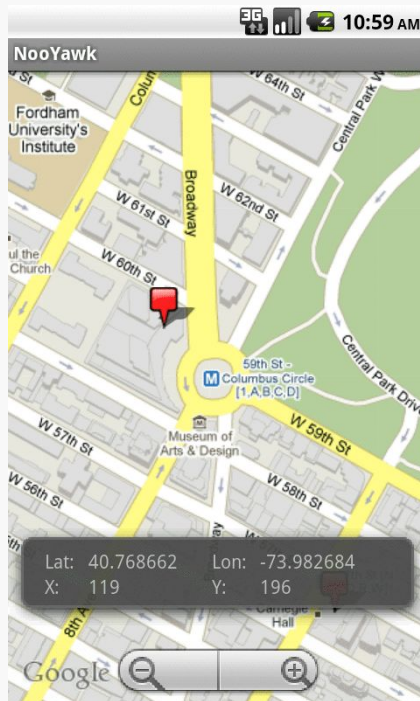 3G
10:59 AM
NooYawk
W 64th St
Central Park W
Colum
Fordham
University's
Institute
Broadway
W 62nd St
W 61st St
W 60th St
ul the
Church
59th St -
Columbus Circle
[1,A,B,C,D]
M
Central Park Drive
W 59th St
Museum of
Arts & Design
W 57th St
W 58th St
W 56th St
Lat: 40.768662 Lon: -73.982684
X: 119 Y: 196
Carnegie
Hall
8th A
Google